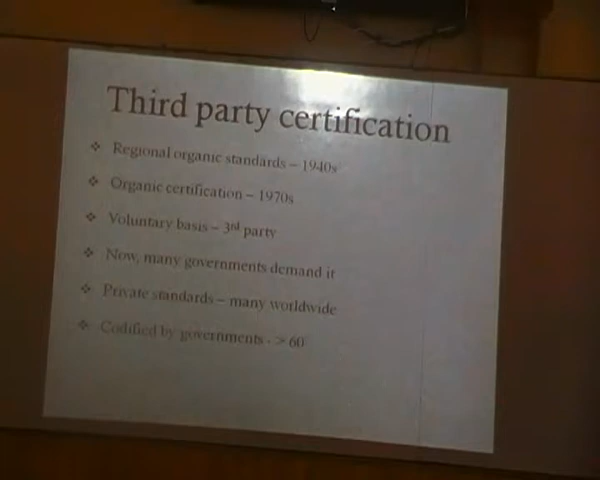 Third party certification
❖ Regional organic standards – 1940s
❖ Organic certification – 1970s
❖ Voluntary basis – 3rd party
❖ Now, many governments demand it
❖ Private standards – many worldwide
❖ Codified by governments - > 60